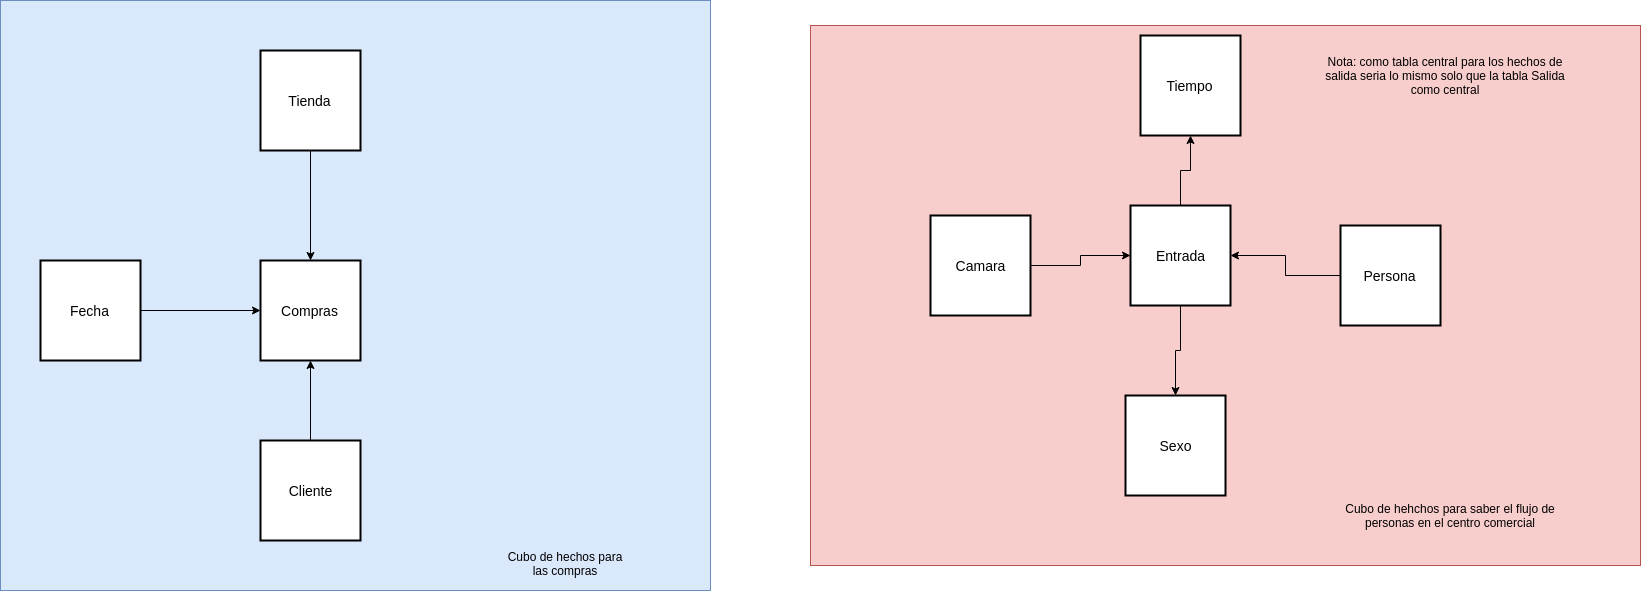 Tienda
Fecha
Compras
Cliente
Cubo de hechos para
las compras
Tiempo
Nota: como tabla central para los hechos de
salida seria lo mismo solo que la tabla Salida
como central
Camara
Entrada
Persona
Sexo
Cubo de hehchos para saber el flujo de
personas en el centro comercial